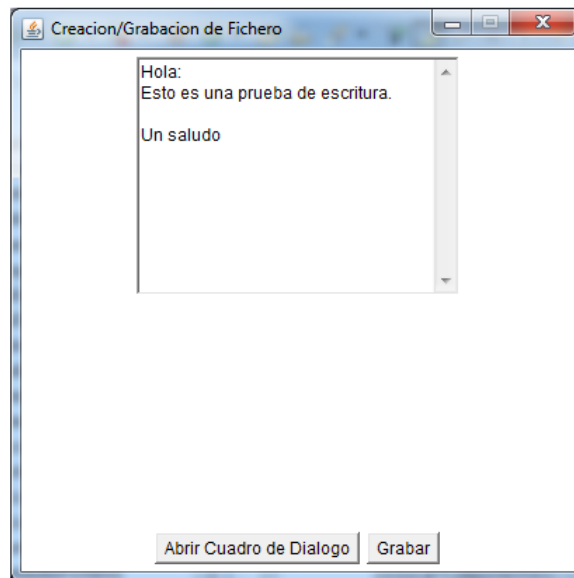 Creacion/Grabacion de Fichero
Hola:
Esto es una prueba de escritura.
Un saludo
Abrir Cuadro de Dialogo
Grabar